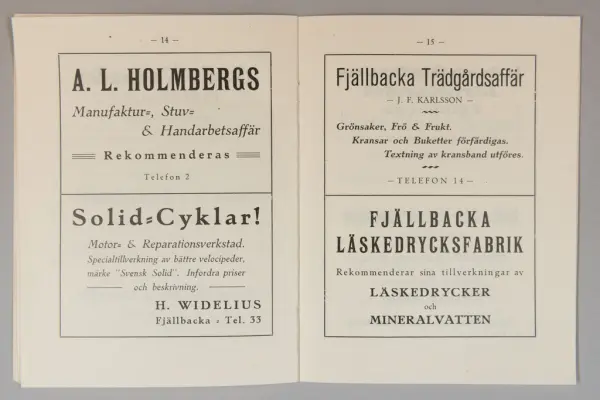 — 14 —
A. L. HOLMBERGS
Manufaktur=, Stuv=
& Handarbetsaffär
Rekommenderas
Telefon 2
Solid=Cyklar!
Motor= & Reparationsverkstad.
Specialtillverkning av bättre velocipeder,
märke "Svensk Solid". Infordra priser
och beskrivning.
H. WIDELIUS
Fjällbacka = Tel. 33
— 15 —
Fjällbacka Trädgårdsaffär
— J. F. KARLSSON —
Grönsaker, Frö & Frukt.
Kransar och Buketter förfärdigas.
Textning av kransband utföres.
— TELEFON 14 —
FJÄLLBACKA
LÄSKEDRYCKSFABRIK
Rekommenderar sina tillverkningar av
LÄSKEDRYCKER
och
MINERALVATTEN